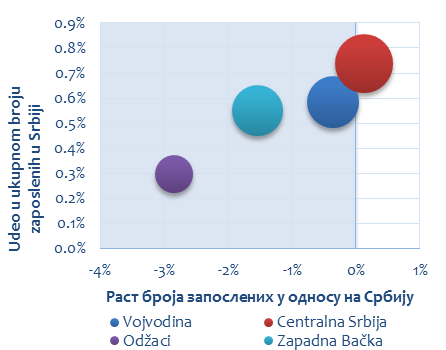 0.9%
0.8%
0.7%
0.6%
0.5%
0.4%
0.3%
0.2%
0.1%
0.0%
Udeo u ukupnom broju
zaposlenih u Srbiji
-4% -3% -2% -1% 0% 1%
Раст броја запослених у односу на Србију
Vojvodina Centralna Srbija
Odžaci Zapadna Bačka